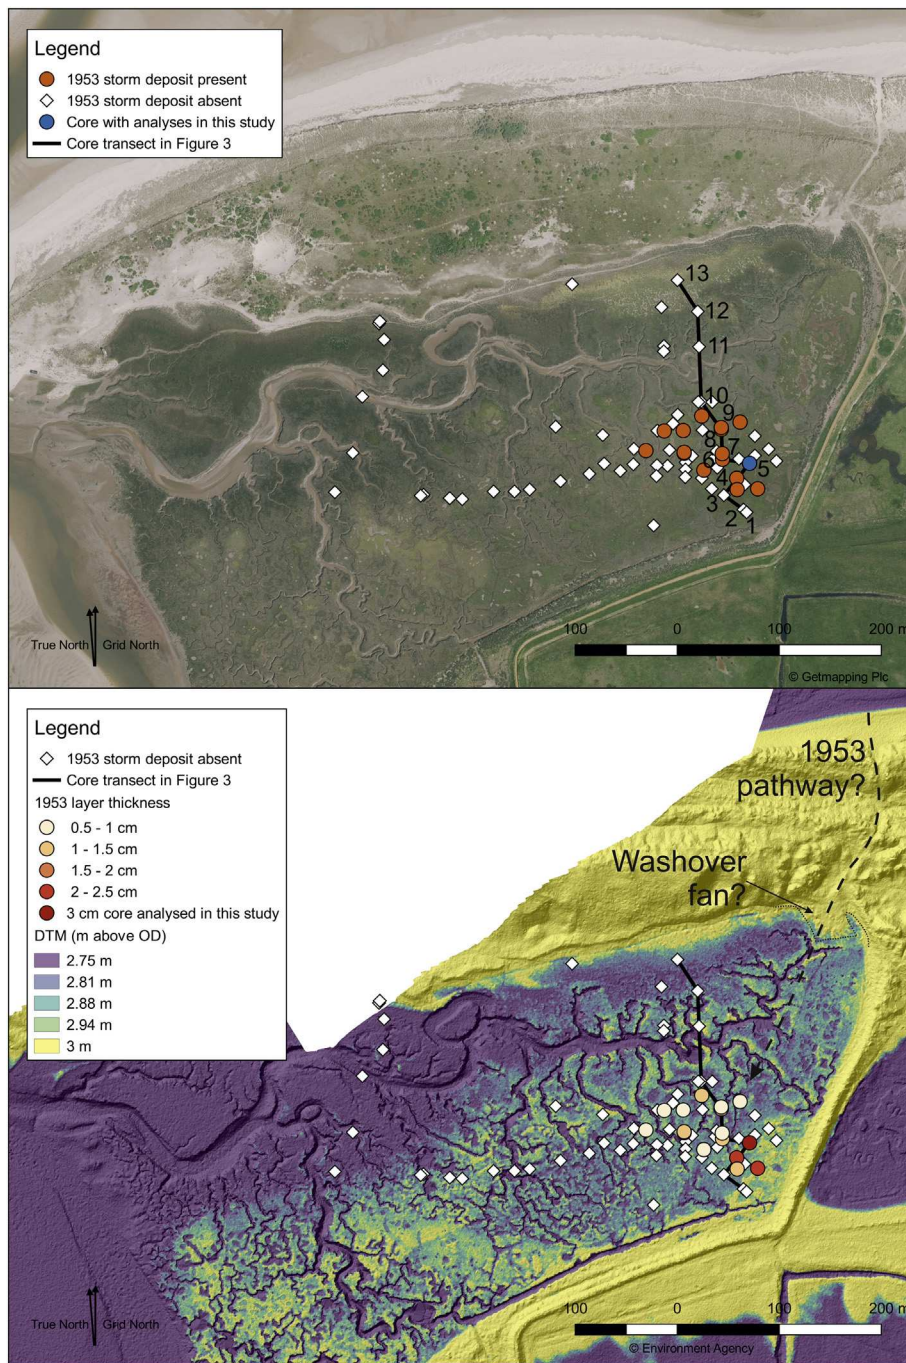 Legend
1953 storm deposit present
1953 storm deposit absent
Core with analyses in this study
Core transect in Figure 3
13
12
11
10
9
8
7
6
5
4
3
2
1
True North
Grid North
100
0
100
200 m
© Getmapping Plc
Legend
1953 storm deposit absent
Core transect in Figure 3
1953 layer thickness
0.5 - 1 cm
1 - 1.5 cm
1.5 - 2 cm
2 - 2.5 cm
3 cm core analysed in this study
DTM (m above OD)
2.75 m
2.81 m
2.88 m
2.94 m
3 m
1953
pathway?
Washover
fan?
True North
Grid North
100
0
100
200 m
© Environment Agency